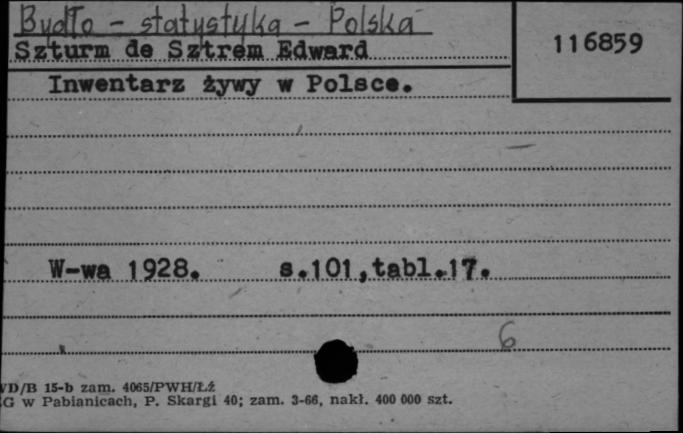 Bydło - statystyka - Polska
Szturm de Sztrem Edward
116859
Inwentarz żywy w Polsce.
W-wa 1928. s.101,tabl.17.
6
VD/B 15-b zam. 4065/PWH/Łź
G w Pabianicach, P. Skargi 40; zam. 3-66, nakł. 400 000 szt.